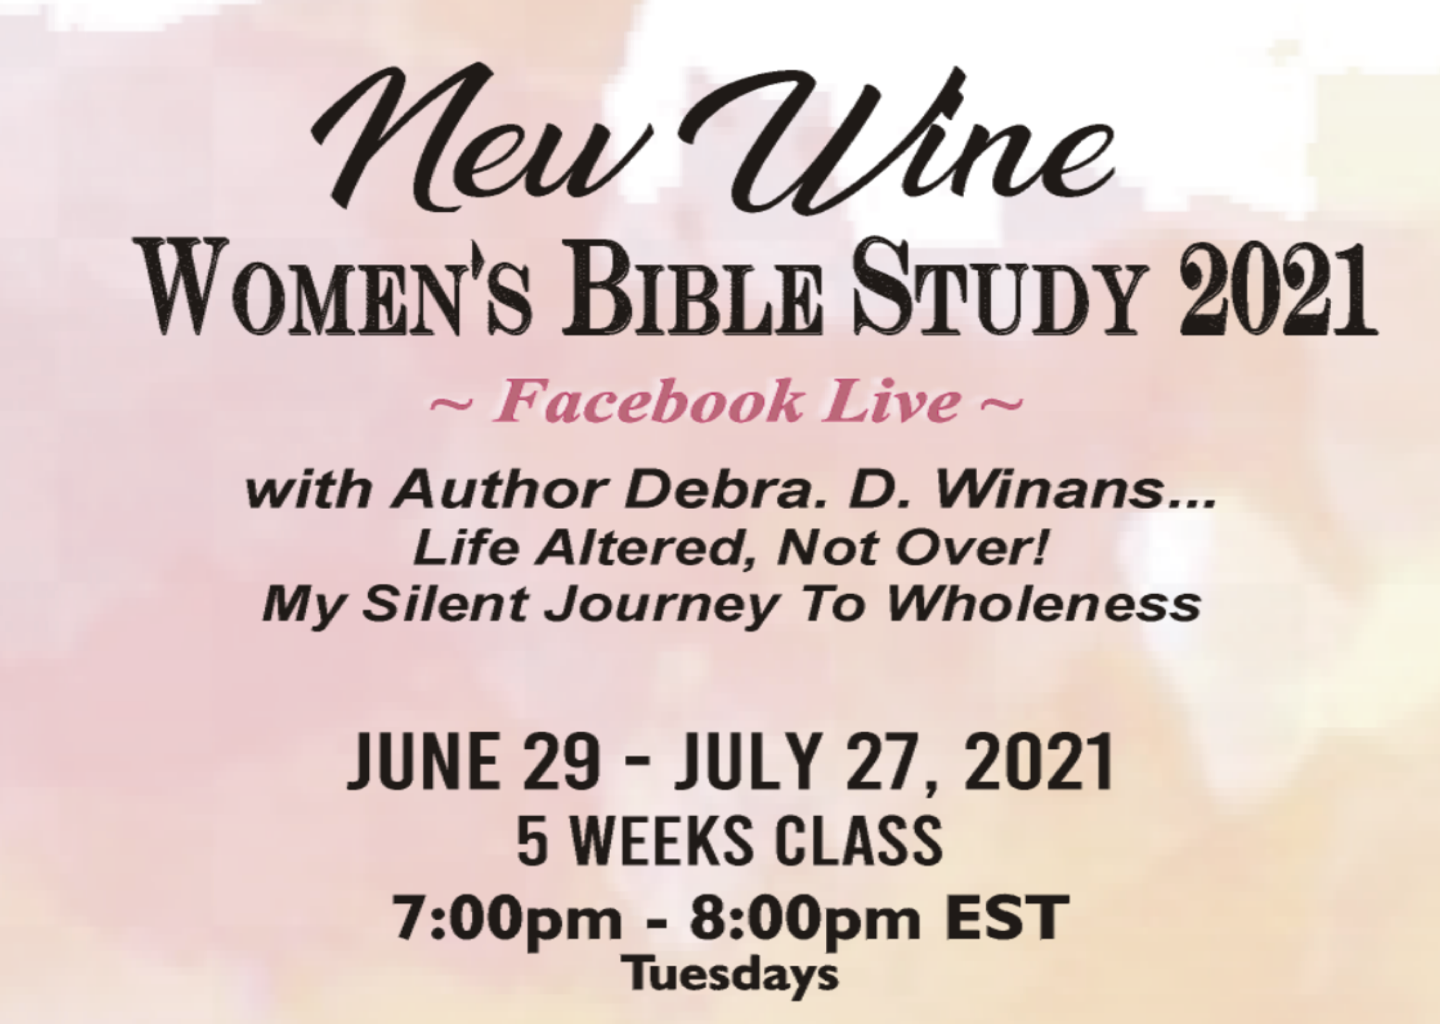 New Wine
Women's Bible Study 2021
~ Facebook Live ~
with Author Debra. D. Winans...
Life Altered, Not Over!
My Silent Journey To Wholeness
JUNE 29 - JULY 27, 2021
5 WEEKS CLASS
7:00pm - 8:00pm EST
Tuesdays